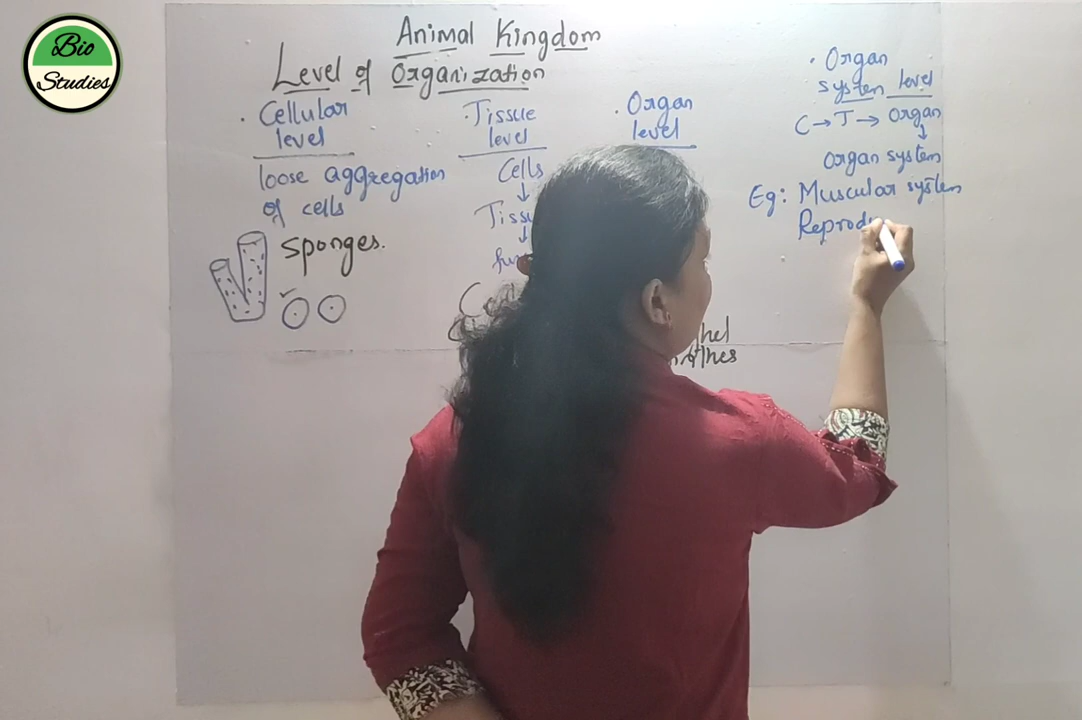 Bio
Studies
Animal Kingdom
Level of Organization
· Cellular
level
loose aggregation
of cells
sponges.
· Tissue
level
Cells
↓
↓
· Organ
level
· Organ
system level
C → T → Organ
↓
Organ system
Eg: Muscular system
Reprod